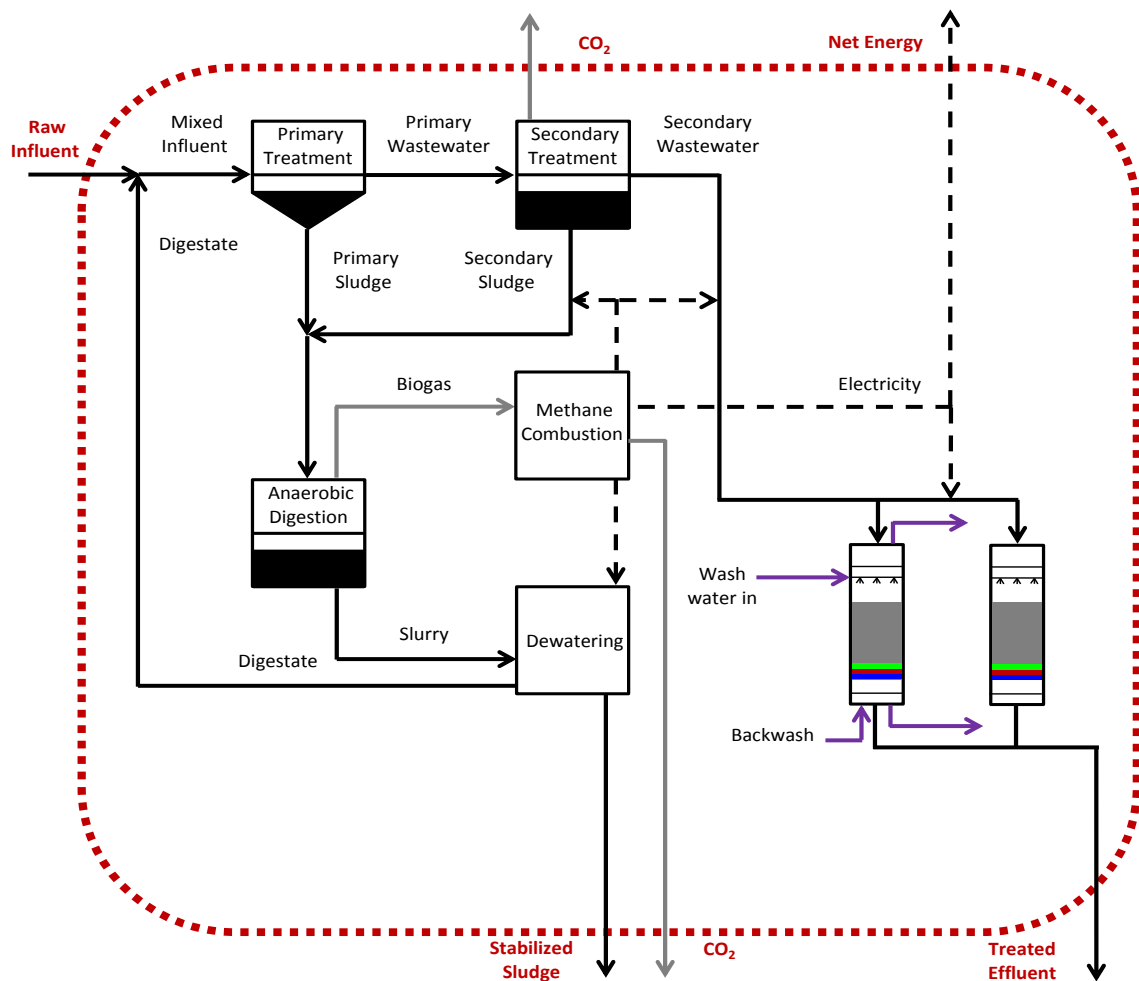 CO₂
Net Energy
Raw
Influent
Mixed
Influent
Primary
Treatment
Primary
Wastewater
Secondary
Treatment
Secondary
Wastewater
Digestate
Primary
Sludge
Secondary
Sludge
Biogas
Methane
Combustion
Electricity
Anaerobic
Digestion
Wash
water in
Slurry
Dewatering
Digestate
Backwash
Stabilized
Sludge
CO₂
Treated
Effluent